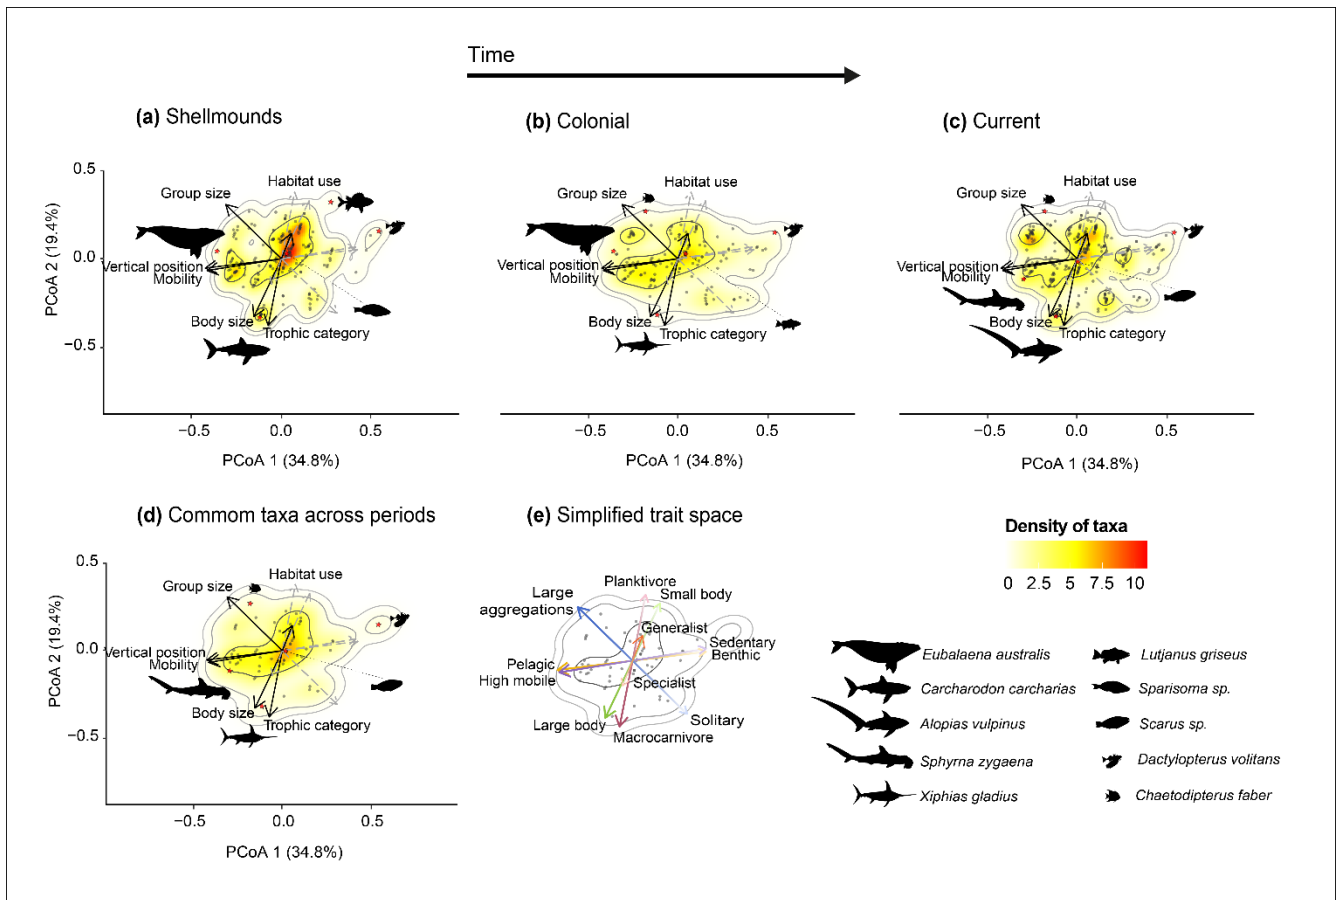 Time
(a) Shellmounds
(b) Colonial
(c) Current
PCoA 2 (19.4%)
0.5
0.0
−0.5
Group size
Habitat use
Vertical position
Mobility
Body size
Trophic category
−0.5
0.0
0.5
PCoA 1 (34.8%)
Group size
Habitat use
Vertical position
Mobility
Body size
Trophic category
−0.5
0.0
0.5
PCoA 1 (34.8%)
Group size
Habitat use
Vertical position
Mobility
Body size
Trophic category
−0.5
0.0
0.5
PCoA 1 (34.8%)
(d) Commom taxa across periods
PCoA 2 (19.4%)
0.5
0.0
−0.5
Group size
Habitat use
Vertical position
Mobility
Body size
Trophic category
−0.5
0.0
0.5
PCoA 1 (34.8%)
(e) Simplified trait space
Planktivore
Large
aggregations
Small body
Generalist
Sedentary
Benthic
Pelagic
High mobile
Specialist
Solitary
Large body
Macrocarnivore
Density of taxa
0 2.5 5 7.5 10
Eubalaena australis
Carcharodon carcharias
Alopias vulpinus
Sphyrna zygaena
Xiphias gladius
Lutjanus griseus
Sparisoma sp.
Scarus sp.
Dactylopterus volitans
Chaetodipterus faber